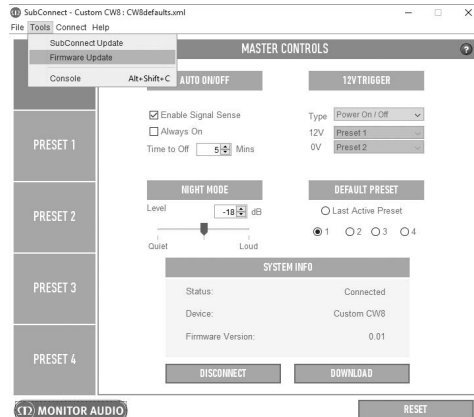 SubConnect - Custom CW8 : CW8defaults.xml
File Tools Connect Help
SubConnect Update
Firmware Update
Console Alt+Shift+C
MASTER CONTROLS
?
AUTO ON/OFF
Enable Signal Sense
Always On
Time to Off 5 Mins
12V TRIGGER
Type Power On / Off
12V Preset 1
0V Preset 2
PRESET 1
PRESET 2
PRESET 3
PRESET 4
NIGHT MODE
Level -18 dB
Quiet Loud
DEFAULT PRESET
Last Active Preset
1 2 3 4
SYSTEM INFO
Status: Connected
Device: Custom CW8
Firmware Version: 0.01
DISCONNECT DOWNLOAD
MONITOR AUDIO
RESET